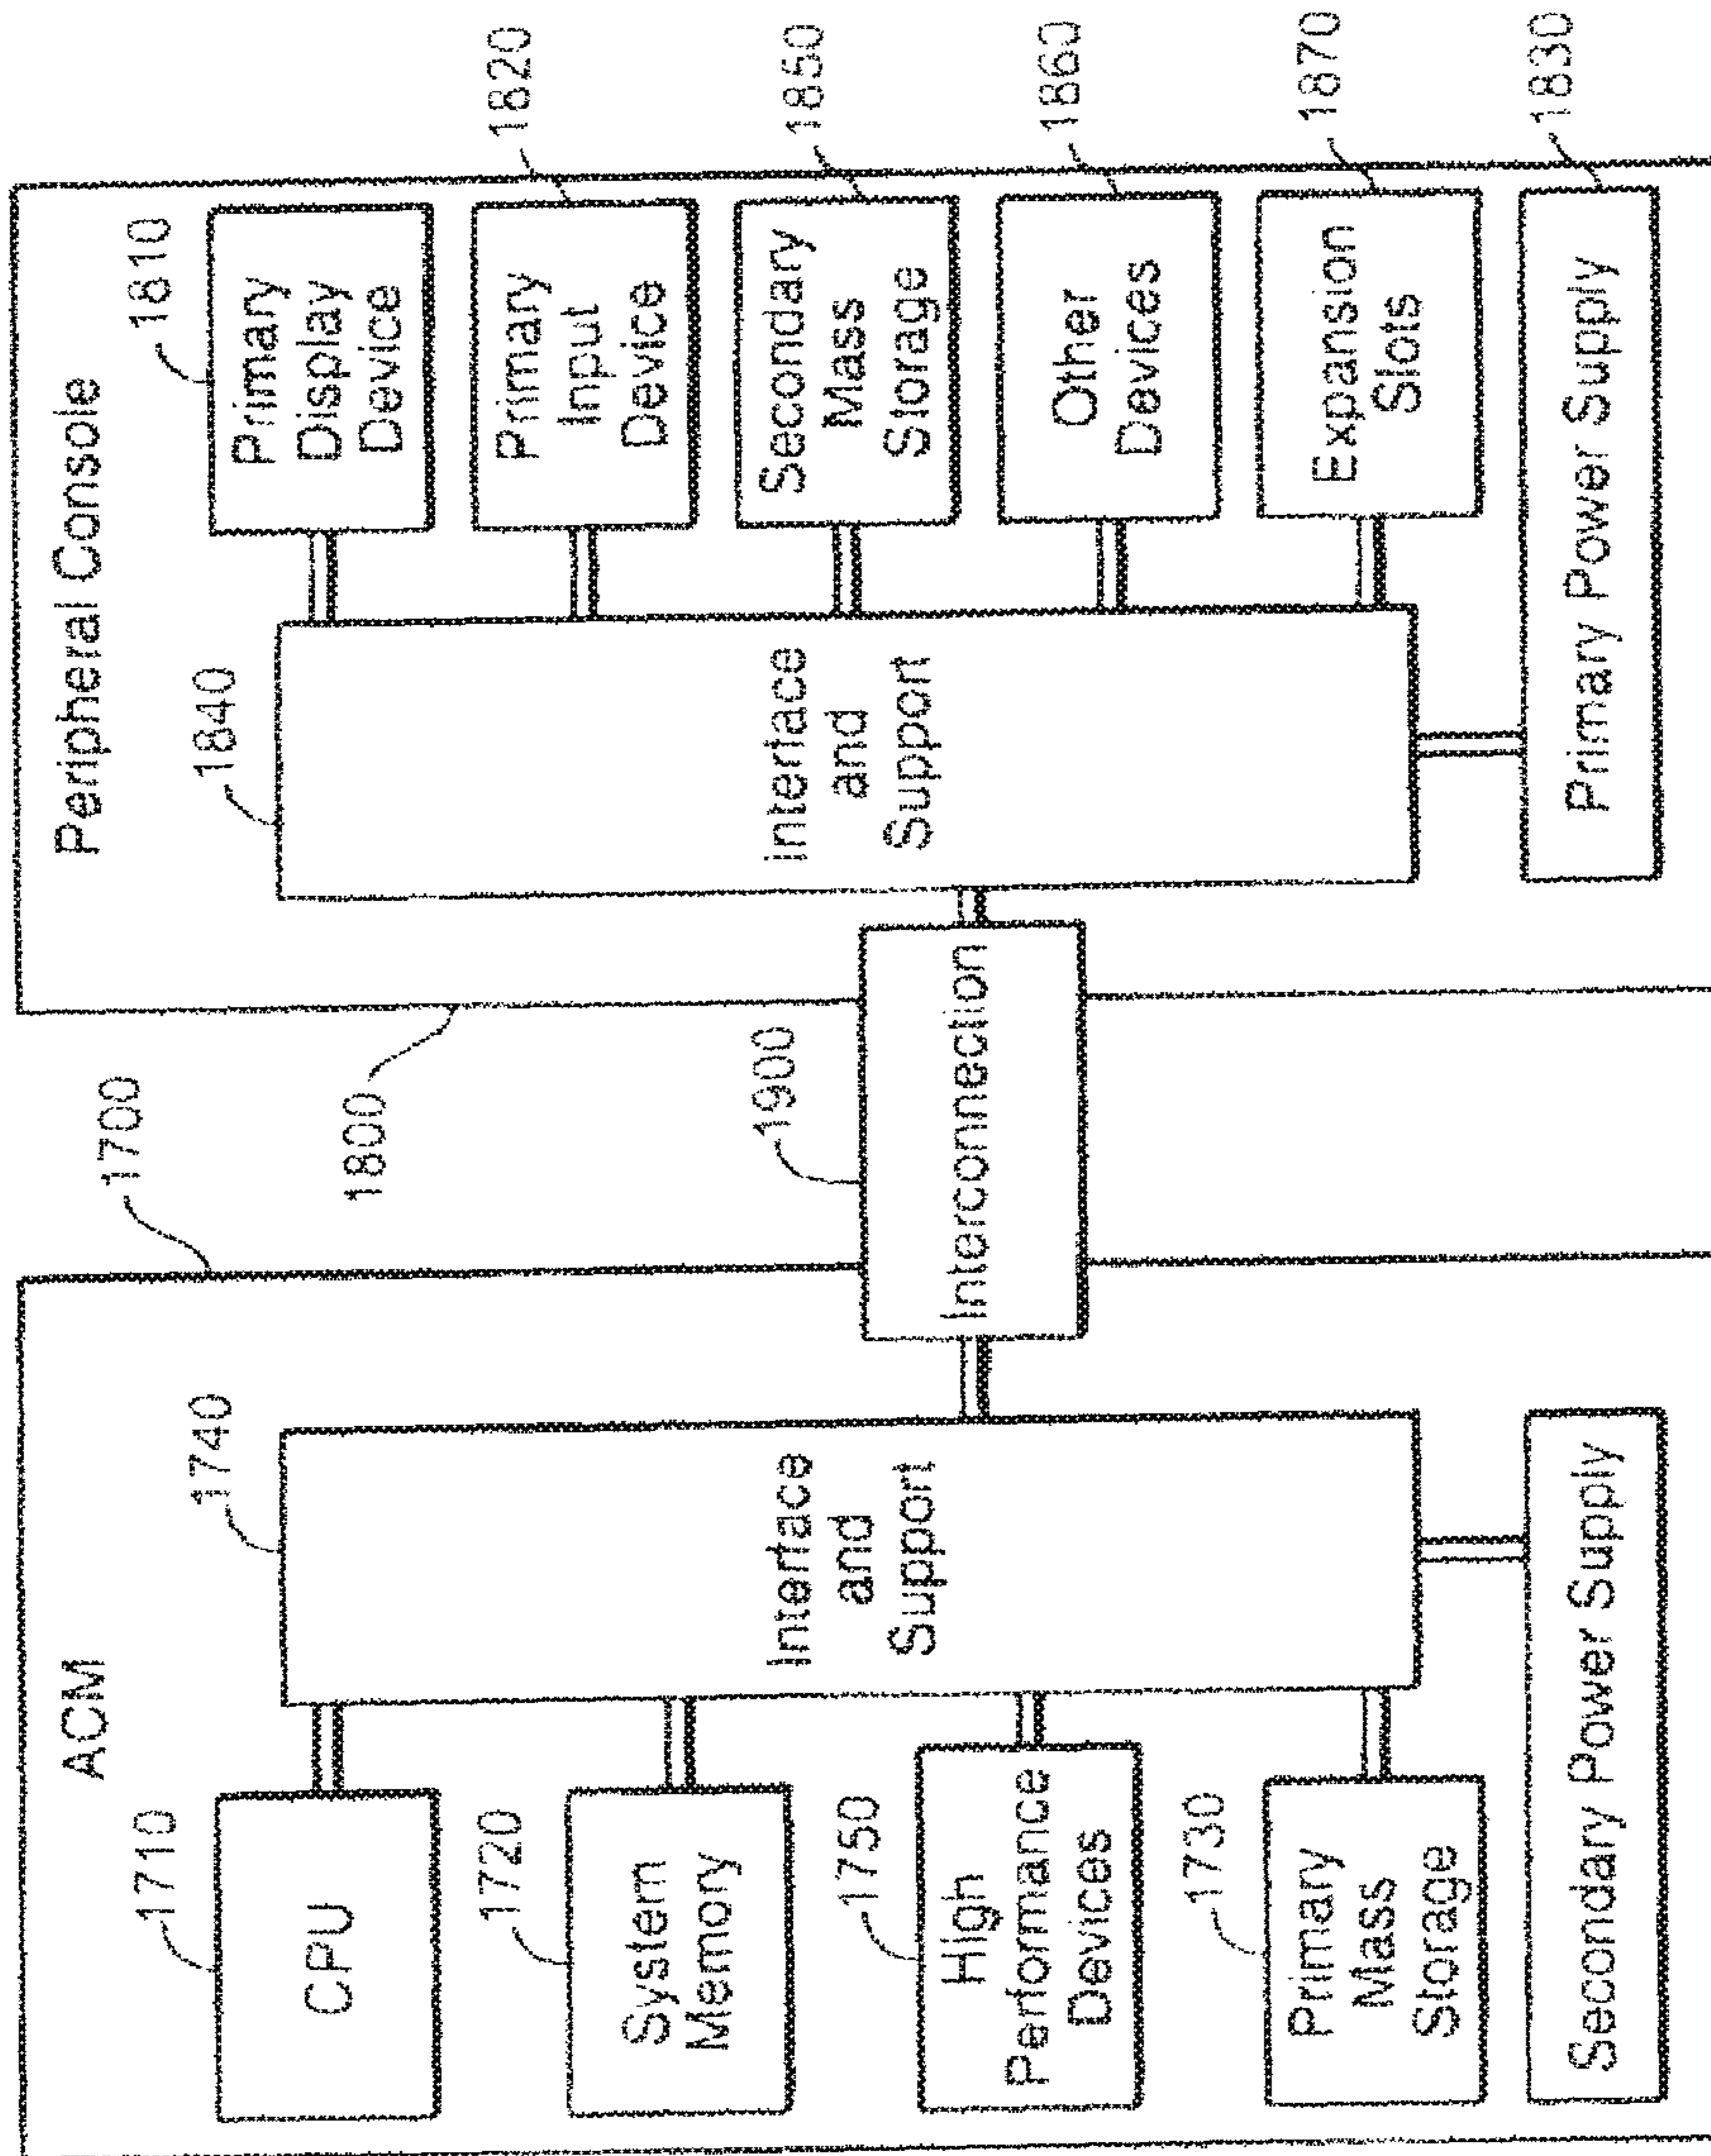 ACM
1700
1710
CPU
1720
System
Memory
1750
High
Performance
Devices
1730
Primary
Mass
Storage
1740
Interface
and
Support
Secondary Power Supply
1900
Interconnection
1800
Peripheral Console
1840
Interface
and
Support
1810
Primary
Display
Device
1820
Primary
Input
Device
1850
Secondary
Mass
Storage
1860
Other
Devices
1870
Expansion
Slots
1830
Primary Power Supply